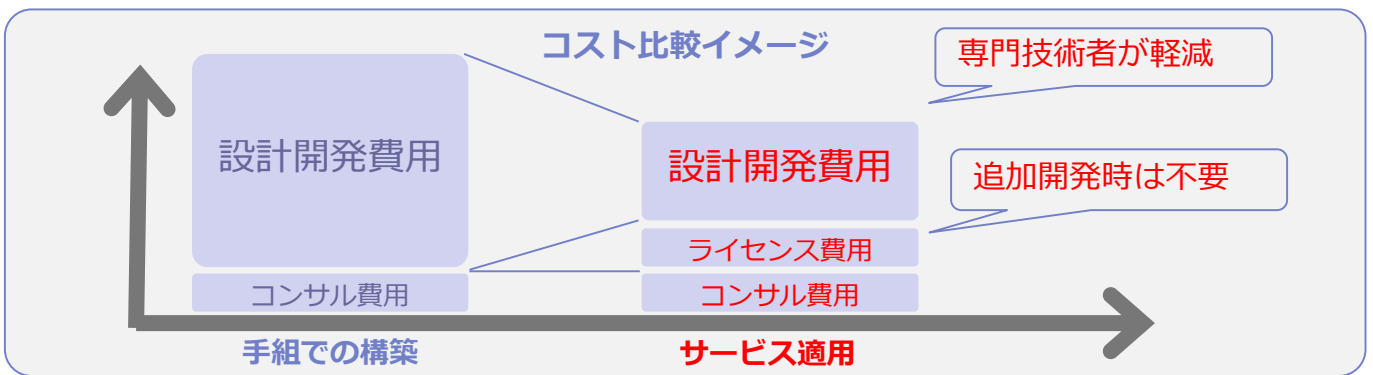 コスト比較イメージ
専門技術者が軽減
設計開発費用
設計開発費用
追加開発時は不要
ライセンス費用
コンサル費用
コンサル費用
手組での構築
サービス適用